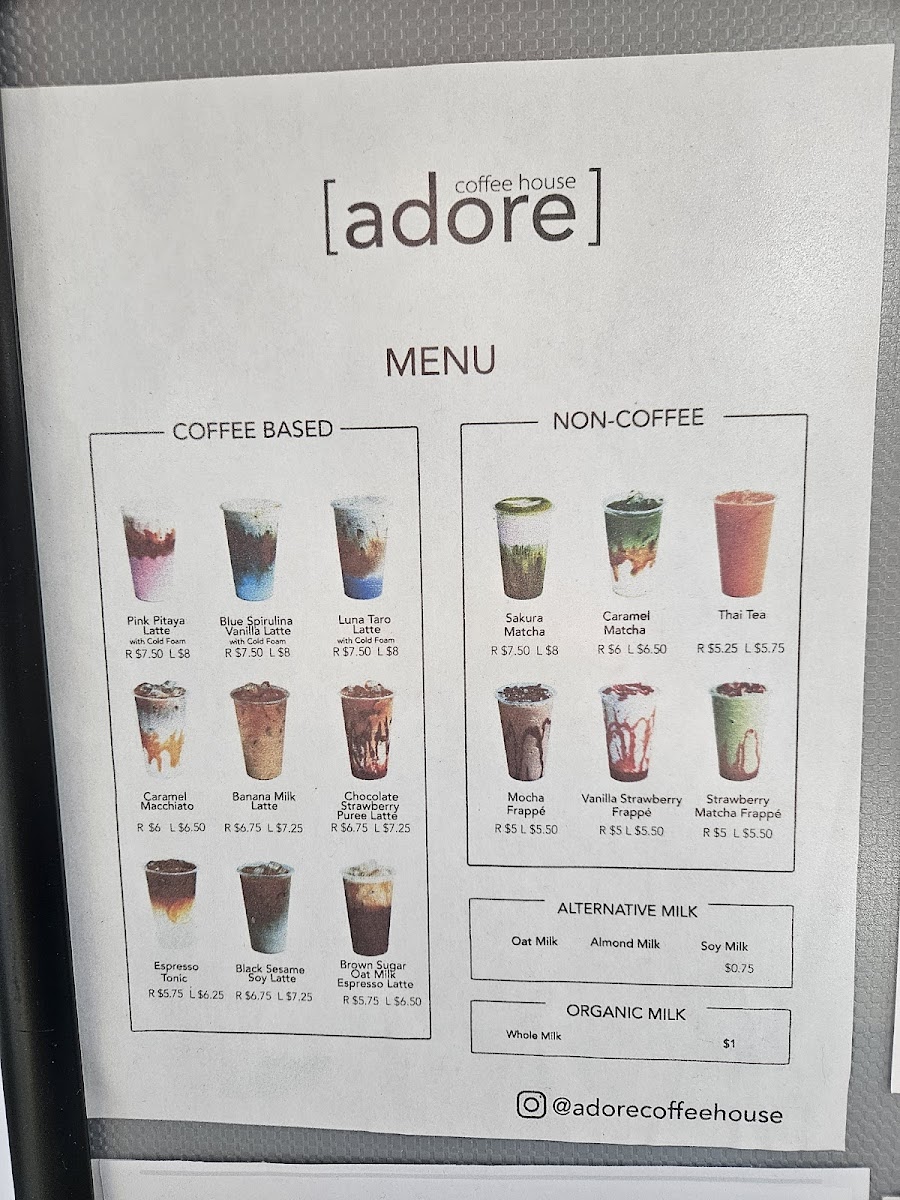 coffee house
[adore]
MENU
COFFEE BASED
Pink Pitaya
Latte
with Cold Foam
R $7.50 L $8
Blue Spirulina
Vanilla Latte
with Cold Foam
R $7.50 L $8
Luna Taro
Latte
with Cold Foam
R $7.50 L $8
Caramel
Macchiato
R $6 L $6.50
Banana Milk
Latte
R $6.75 L $7.25
Chocolate
Strawberry
Puree Latte
R $6.75 L $7.25
Espresso
Tonic
R $5.75 L $6.25
Black Sesame
Soy Latte
R $6.75 L $7.25
Brown Sugar
Oat Milk
Espresso Latte
R $5.75 L $6.50
NON-COFFEE
Sakura
Matcha
R $7.50 L $8
Caramel
Matcha
R $6 L $6.50
Thai Tea
R $5.25 L $5.75
Mocha
Frappé
R $5 L $5.50
Vanilla Strawberry
Frappé
R $5 L $5.50
Strawberry
Matcha Frappé
R $5 L $5.50
ALTERNATIVE MILK
Oat Milk Almond Milk Soy Milk
$0.75
ORGANIC MILK
Whole Milk $1
@adorecoffeehouse